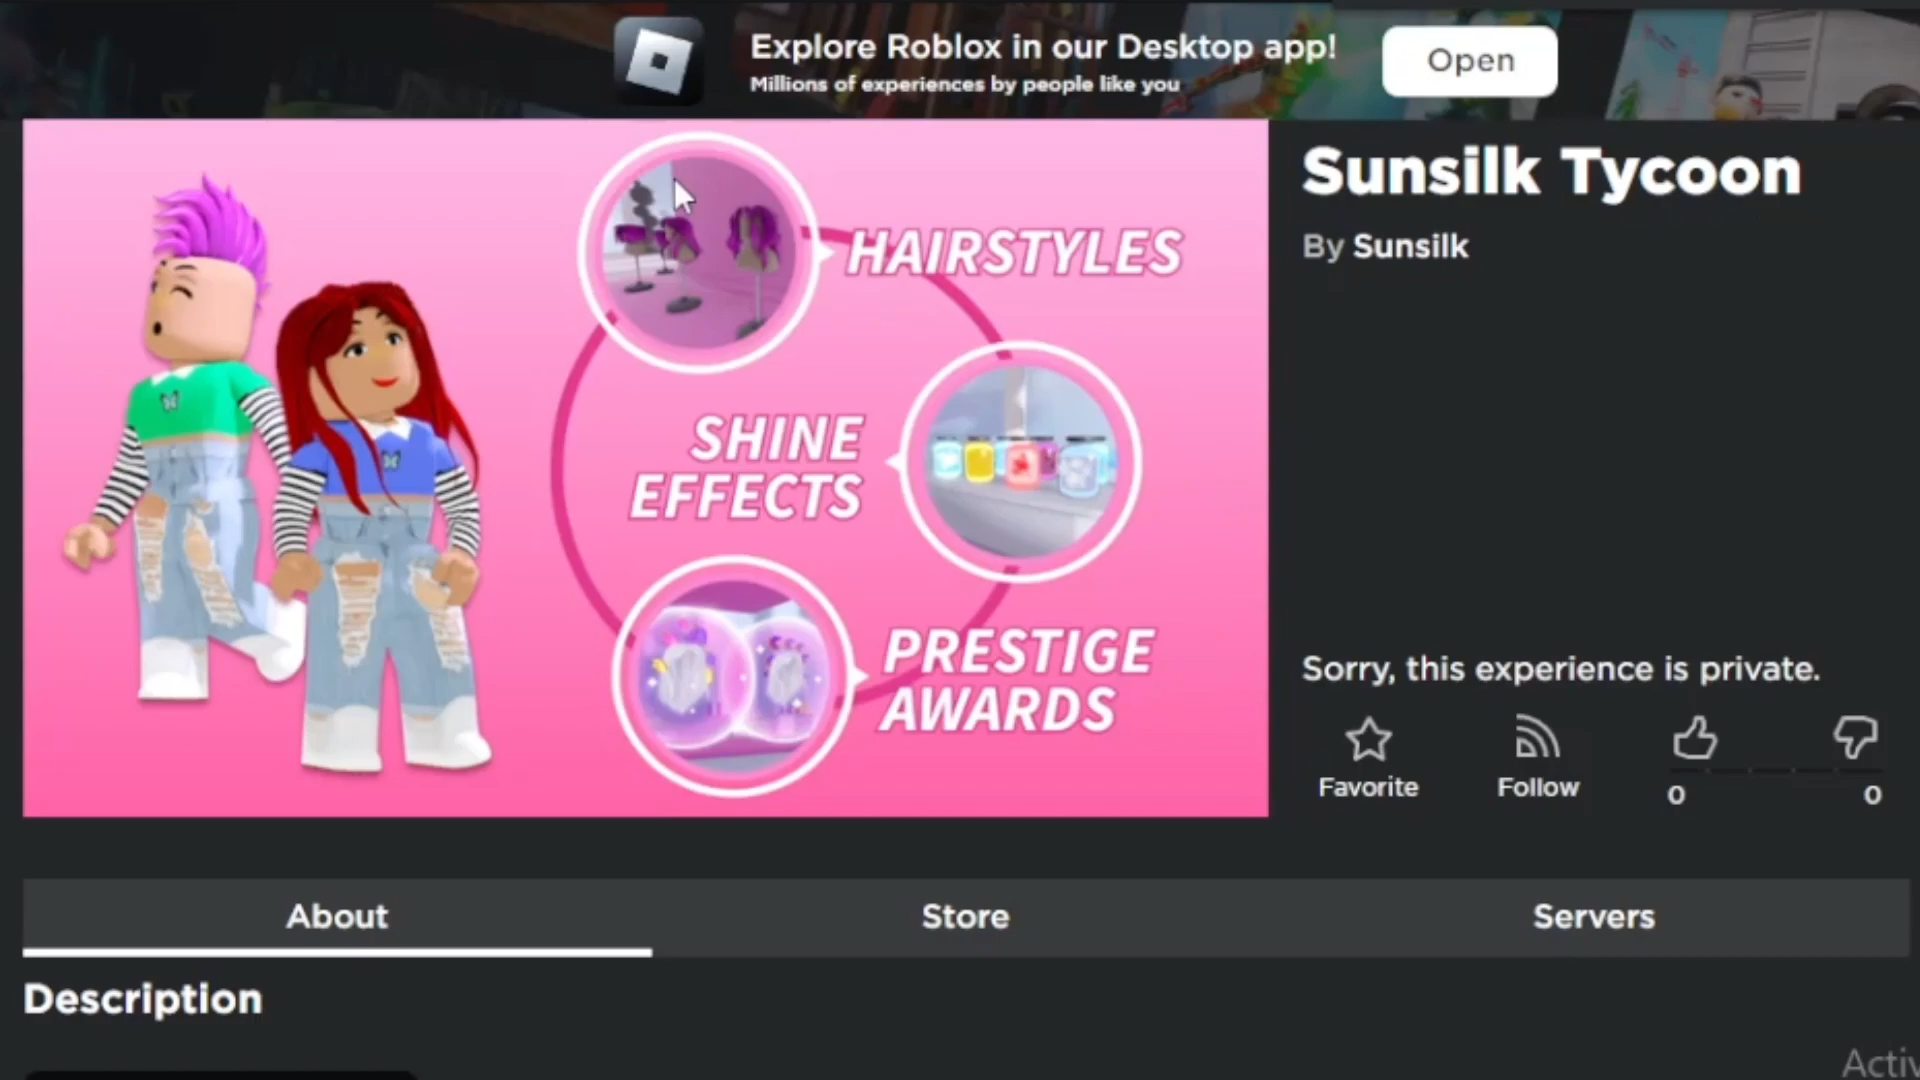 Explore Roblox in our Desktop app!
Millions of experiences by people like you
Open
HAIRSTYLES
SHINE
EFFECTS
PRESTIGE
AWARDS
Sunsilk Tycoon
By Sunsilk
Sorry, this experience is private.
Favorite
Follow
0
0
About
Store
Servers
Description
Activ